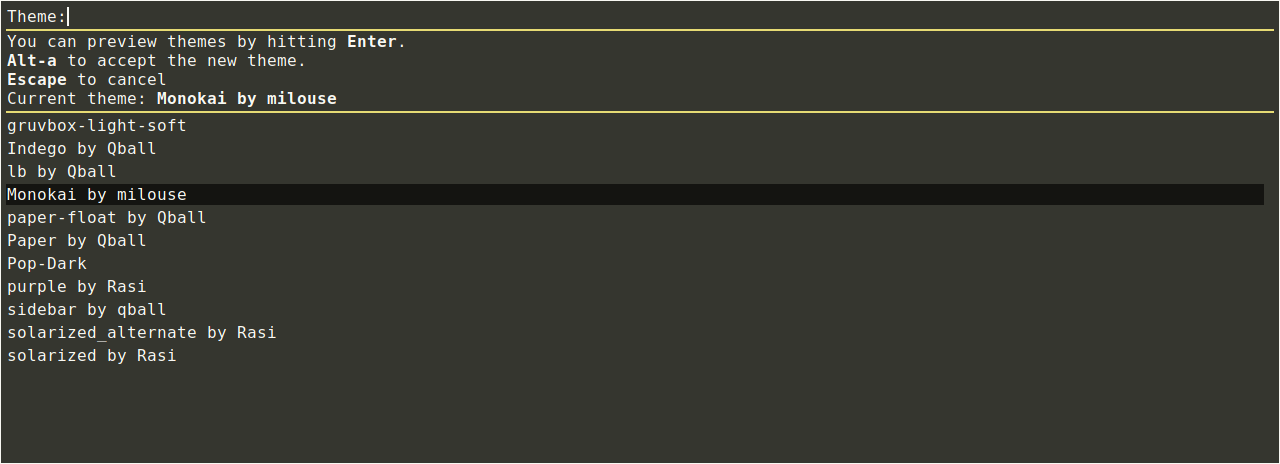 Theme:
You can preview themes by hitting Enter.
Alt-a to accept the new theme.
Escape to cancel
Current theme: Monokai by milouse
gruvbox-light-soft
Indego by Qball
lb by Qball
Monokai by milouse
paper-float by Qball
Paper by Qball
Pop-Dark
purple by Rasi
sidebar by qball
solarized_alternate by Rasi
solarized by Rasi